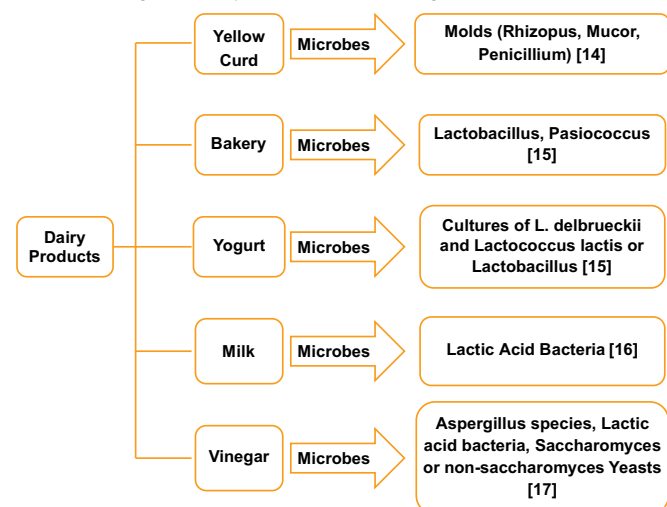 Yellow
Curd
Microbes
Molds (Rhizopus, Mucor,
Penicillium) [14]
Bakery
Microbes
Lactobacillus, Pasiococcus
[15]
Dairy
Products
Yogurt
Microbes
Cultures of L. delbrueckii
and Lactococcus lactis or
Lactobacillus [15]
Milk
Microbes
Lactic Acid Bacteria [16]
Vinegar
Microbes
Aspergillus species, Lactic
acid bacteria, Saccharomyces
or non-saccharomyces Yeasts
[17]